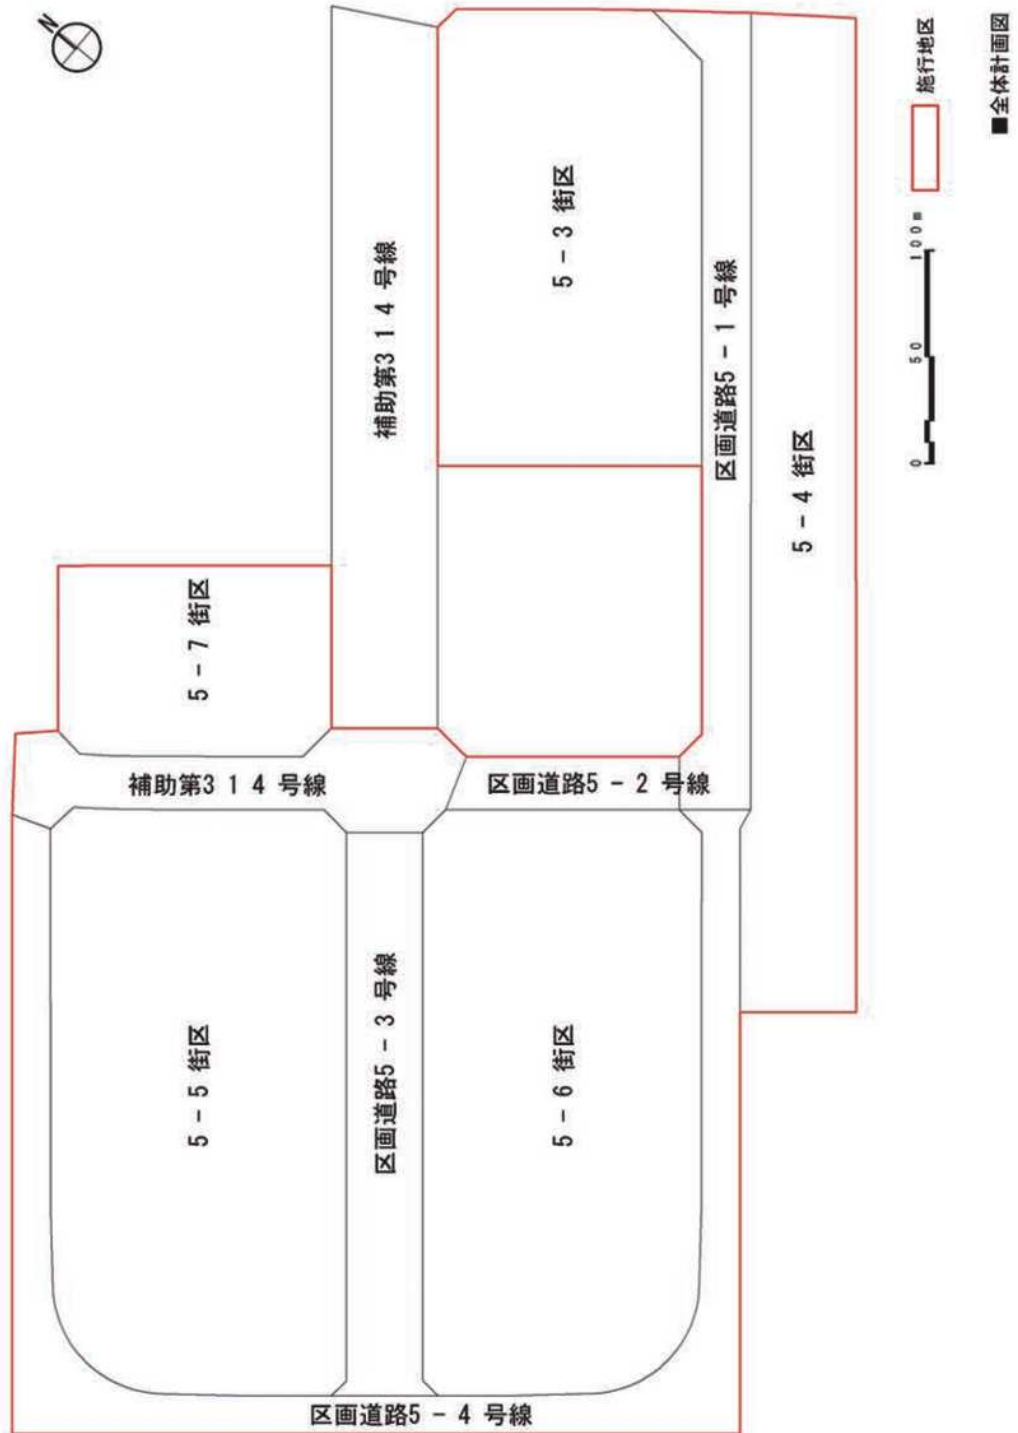 ■全体計画図
施行地区
0 50 100m
N
補助第314号線
5-3街区
区画道路5-1号線
5-4街区
5-7街区
補助第314号線
区画道路5-2号線
5-5街区
区画道路5-3号線
5-6街区
区画道路5-4号線